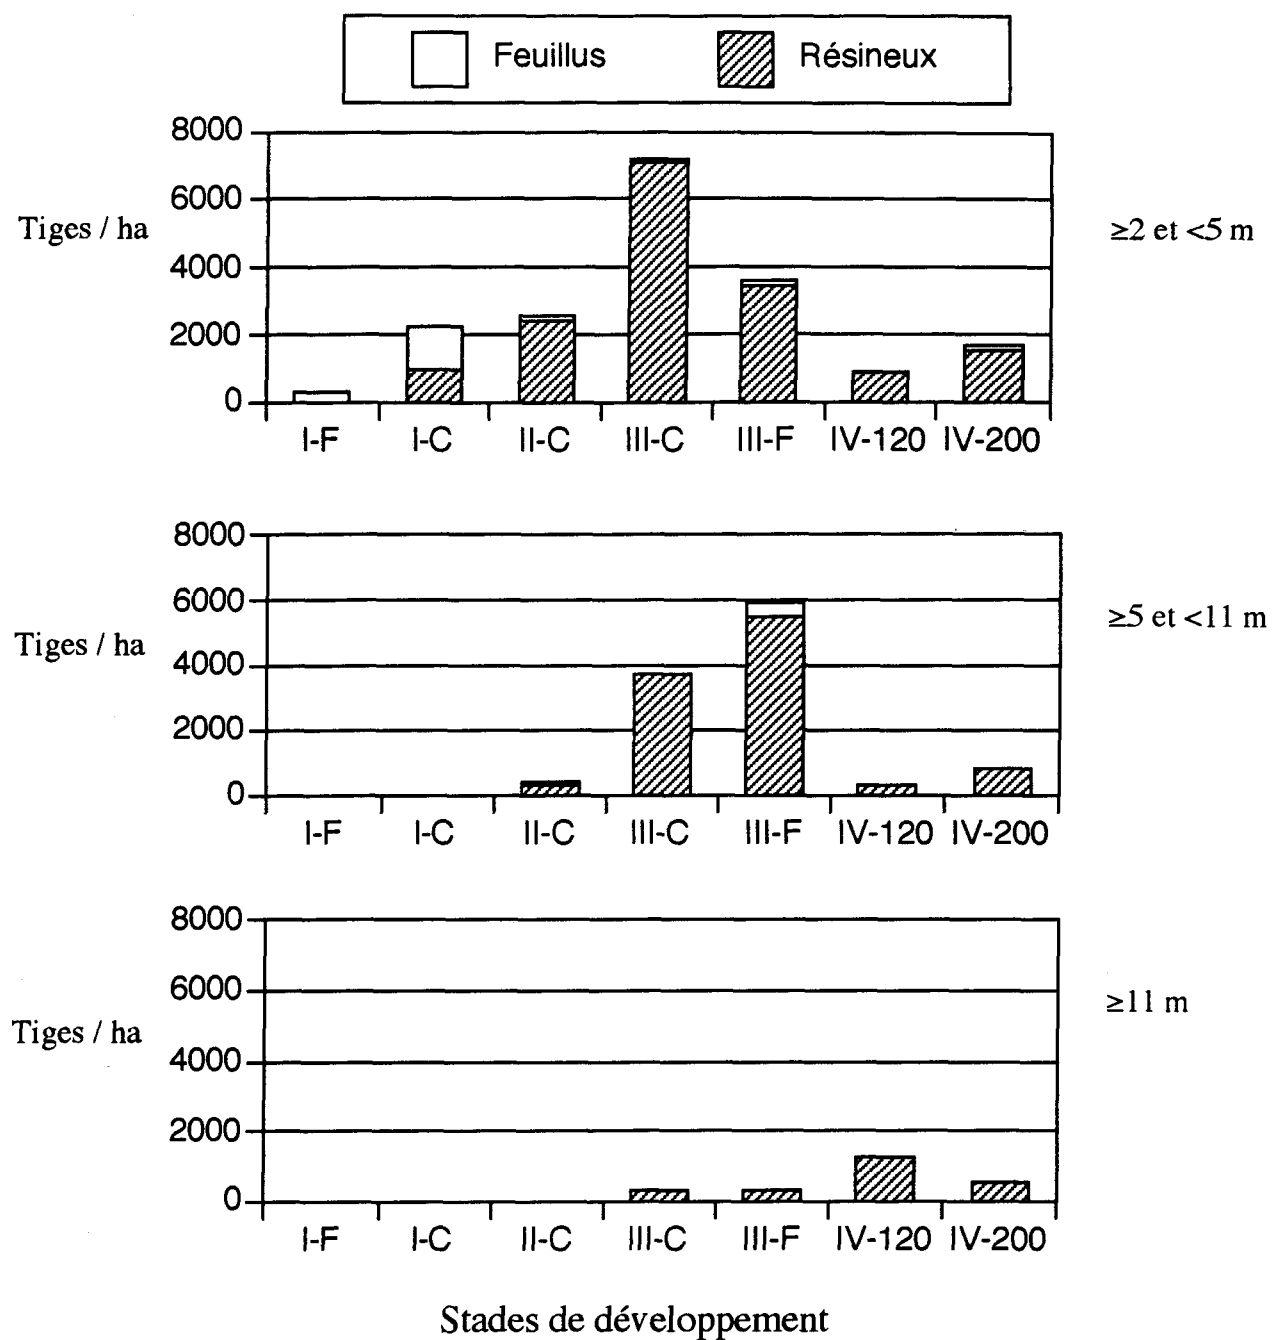 Feuillus Résineux
8000
6000
Tiges / ha
≥2 et <5 m
4000
2000
0
I-F I-C II-C III-C III-F IV-120 IV-200
8000
6000
≥5 et <11 m
Tiges / ha
4000
2000
0
I-F I-C II-C III-C III-F IV-120 IV-200
8000
6000
≥11 m
Tiges / ha
4000
2000
0
I-F I-C II-C III-C III-F IV-120 IV-200
Stades de développement